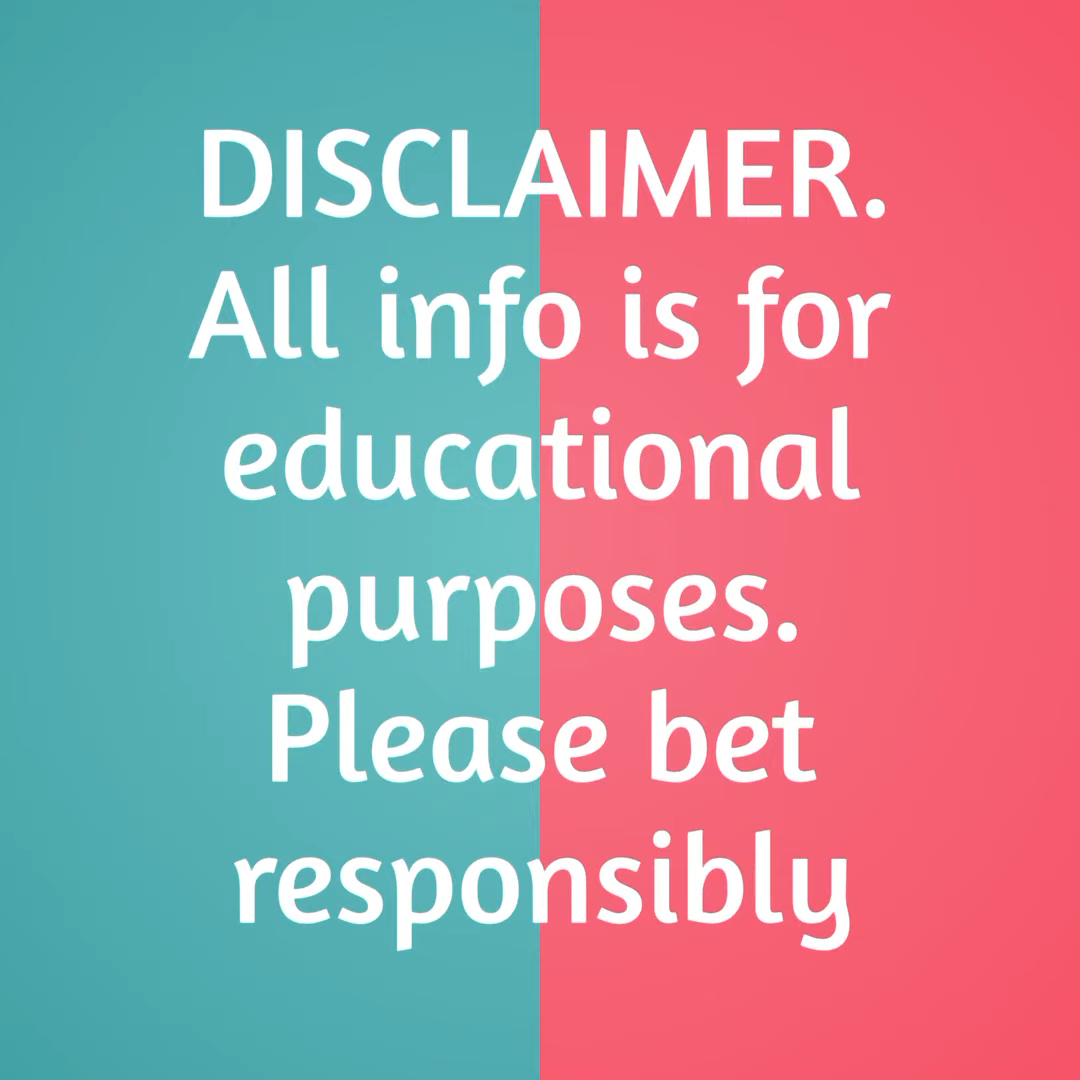 DISCLAIMER.
All info is for
educational
purposes.
Please bet
responsibly